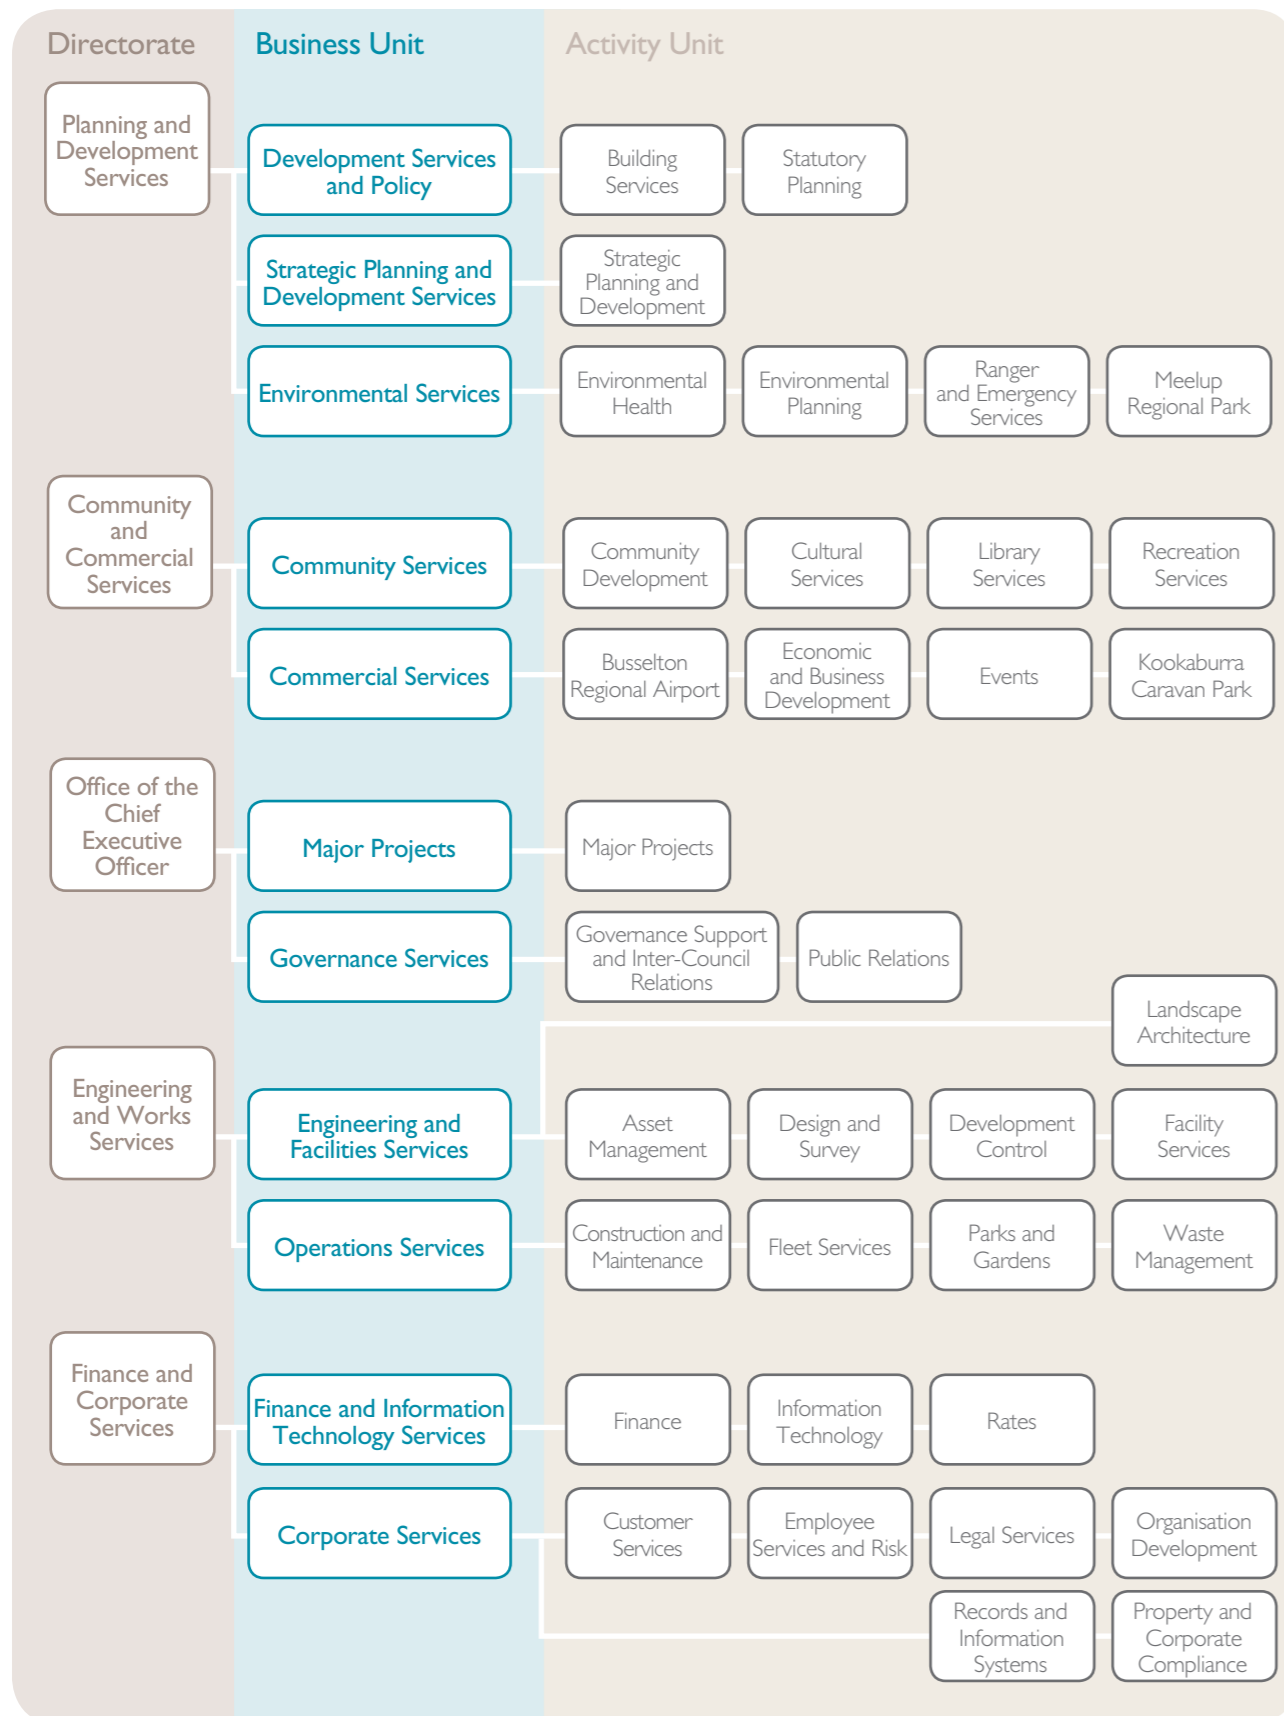 Directorate
Business Unit
Activity Unit
Planning and
Development
Services
Development Services
and Policy
Building
Services
Statutory
Planning
Strategic Planning and
Development Services
Strategic
Planning and
Development
Environmental Services
Environmental
Health
Environmental
Planning
Ranger
and Emergency
Services
Meelup
Regional Park
Community
and
Commercial
Services
Community Services
Community
Development
Cultural
Services
Library
Services
Recreation
Services
Commercial Services
Busselton
Regional Airport
Economic
and Business
Development
Events
Kookaburra
Caravan Park
Office of the
Chief
Executive
Officer
Major Projects
Major Projects
Governance Services
Governance Support
and Inter-Council
Relations
Public Relations
Landscape
Architecture
Engineering
and Works
Services
Engineering and
Facilities Services
Asset
Management
Design and
Survey
Development
Control
Facility
Services
Operations Services
Construction and
Maintenance
Fleet Services
Parks and
Gardens
Waste
Management
Finance and
Corporate
Services
Finance and Information
Technology Services
Finance
Information
Technology
Rates
Corporate Services
Customer
Services
Employee
Services and Risk
Legal Services
Organisation
Development
Records and
Information
Systems
Property and
Corporate
Compliance